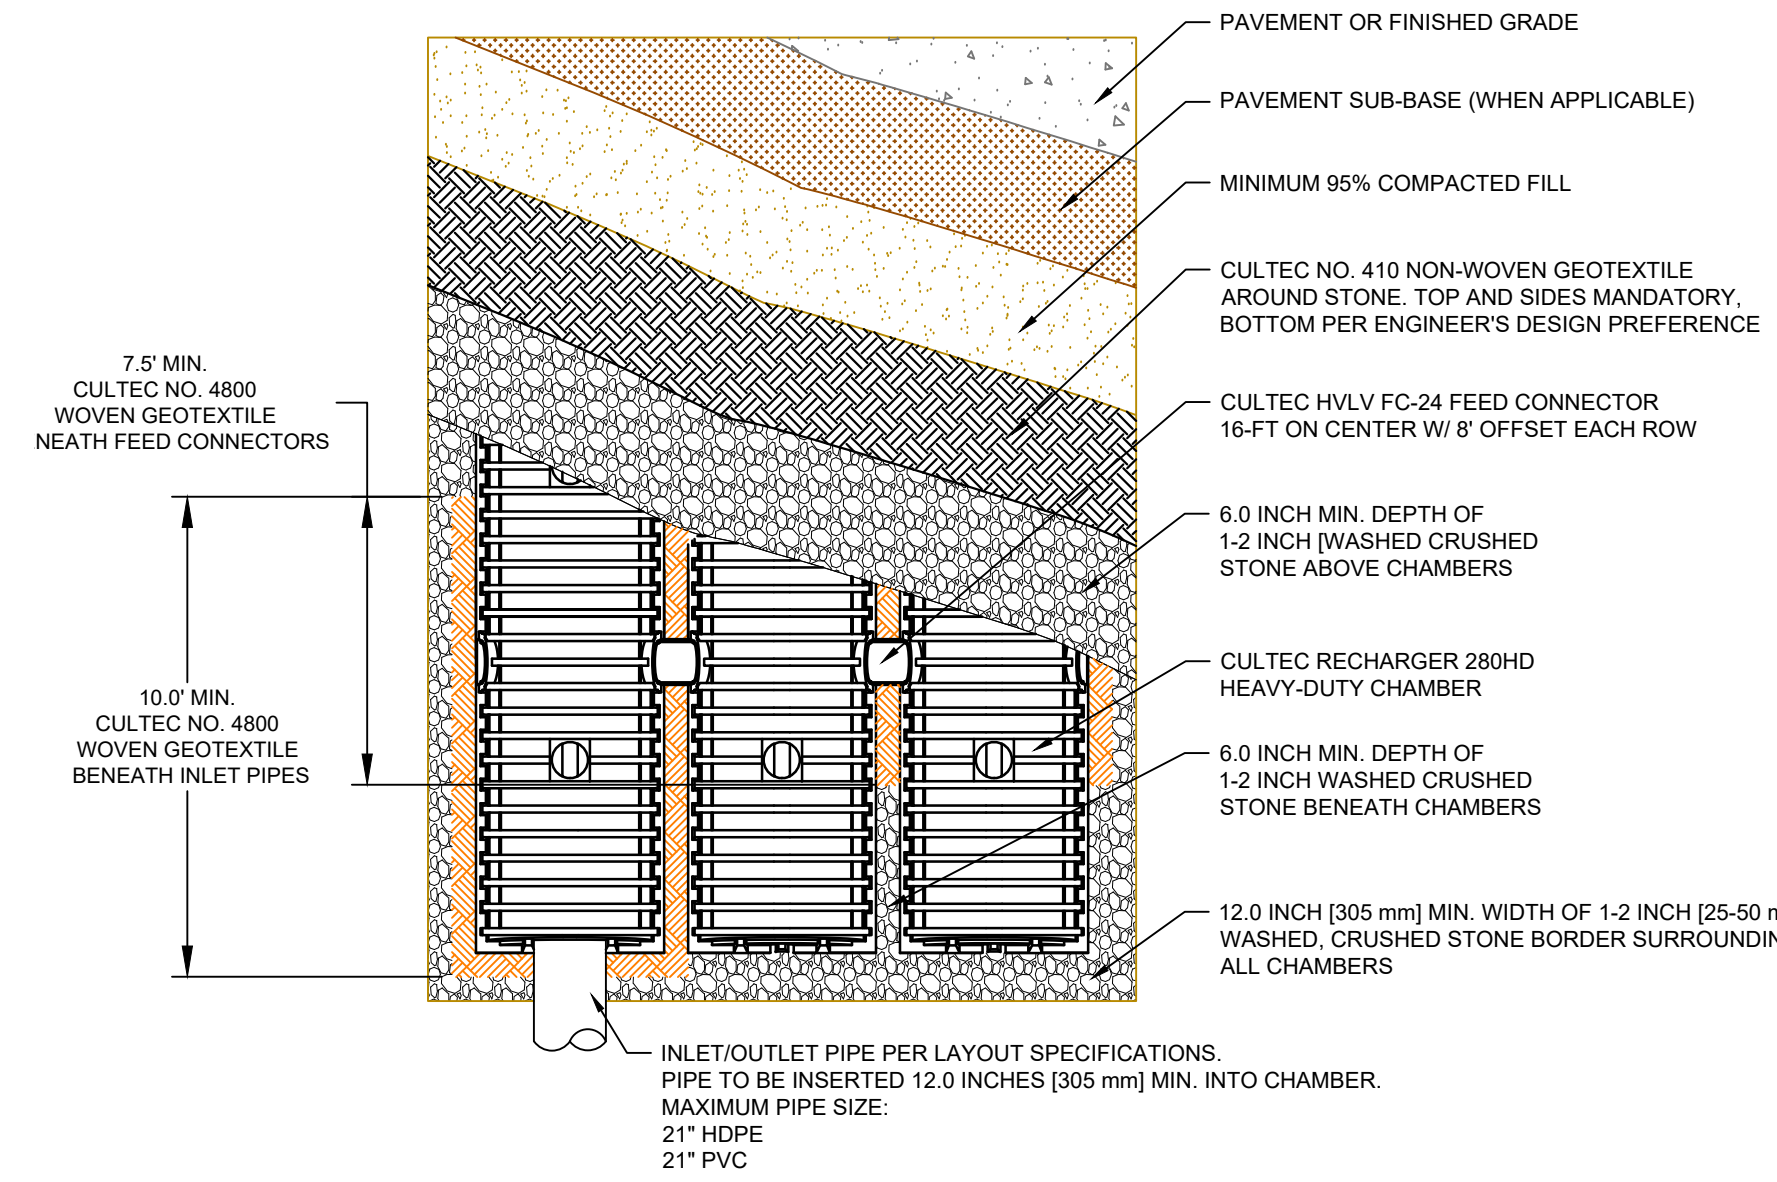 PAVEMENT OR FINISHED GRADE
PAVEMENT SUB-BASE (WHEN APPLICABLE)
MINIMUM 95% COMPACTED FILL
CULTEC NO. 410 NON-WOVEN GEOTEXTILE
AROUND STONE. TOP AND SIDES MANDATORY,
BOTTOM PER ENGINEER'S DESIGN PREFERENCE
7.5' MIN.
CULTEC NO. 4800
WOVEN GEOTEXTILE
NEATH FEED CONNECTORS
CULTEC HVLV FC-24 FEED CONNECTOR
16-FT ON CENTER W/ 8' OFFSET EACH ROW
6.0 INCH MIN. DEPTH OF
1-2 INCH [WASHED CRUSHED
STONE ABOVE CHAMBERS
10.0' MIN.
CULTEC NO. 4800
WOVEN GEOTEXTILE
BENEATH INLET PIPES
CULTEC RECHARGER 280HD
HEAVY-DUTY CHAMBER
6.0 INCH MIN. DEPTH OF
1-2 INCH WASHED CRUSHED
STONE BENEATH CHAMBERS
12.0 INCH [305 mm] MIN. WIDTH OF 1-2 INCH [25-50 m
WASHED, CRUSHED STONE BORDER SURROUNDIN
ALL CHAMBERS
INLET/OUTLET PIPE PER LAYOUT SPECIFICATIONS.
PIPE TO BE INSERTED 12.0 INCHES [305 mm] MIN. INTO CHAMBER.
MAXIMUM PIPE SIZE:
21" HDPE
21" PVC